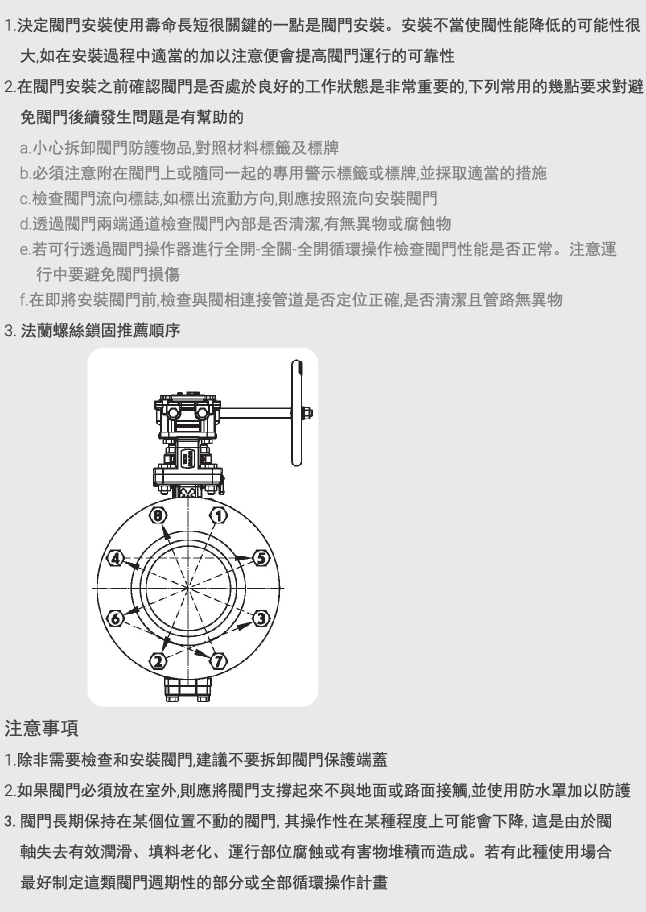 1.決定閥門安裝使用壽命長短很關鍵的一點是閥門安裝。安裝不當使閥性能降低的可能性很
大,如在安裝過程中適當的加以注意便會提高閥門運行的可靠性
2.在閥門安裝之前確認閥門是否處於良好的工作狀態是非常重要的,下列常用的幾點要求對避
免閥門後續發生問題是有幫助的
a.小心拆卸閥門防護物品,對照材料標籤及標牌
b.必須注意附在閥門上或隨同一起的專用警示標籤或標牌,並採取適當的措施
c.檢查閥門流向標誌,如標出流動方向,則應按照流向安裝閥門
d.透過閥門兩端通道檢查閥門內部是否清潔,有無異物或腐蝕物
e.若可行透過閥門操作器進行全開-全關-全開循環操作檢查閥門性能是否正常。注意運
行中要避免閥門損傷
f.在即將安裝閥門前,檢查與閥相連接管道是否定位正確,是否清潔且管路無異物
3. 法蘭螺絲鎖固推薦順序
8 1
4 5
6 3
2 7
注意事項
1.除非需要檢查和安裝閥門,建議不要拆卸閥門保護端蓋
2.如果閥門必須放在室外,則應將閥門支撐起來不與地面或路面接觸,並使用防水罩加以防護
3. 閥門長期保持在某個位置不動的閥門, 其操作性在某種程度上可能會下降, 這是由於閥
軸失去有效潤滑、填料老化、運行部位腐蝕或有害物堆積而造成。若有此種使用場合
最好制定這類閥門週期性的部分或全部循環操作計畫